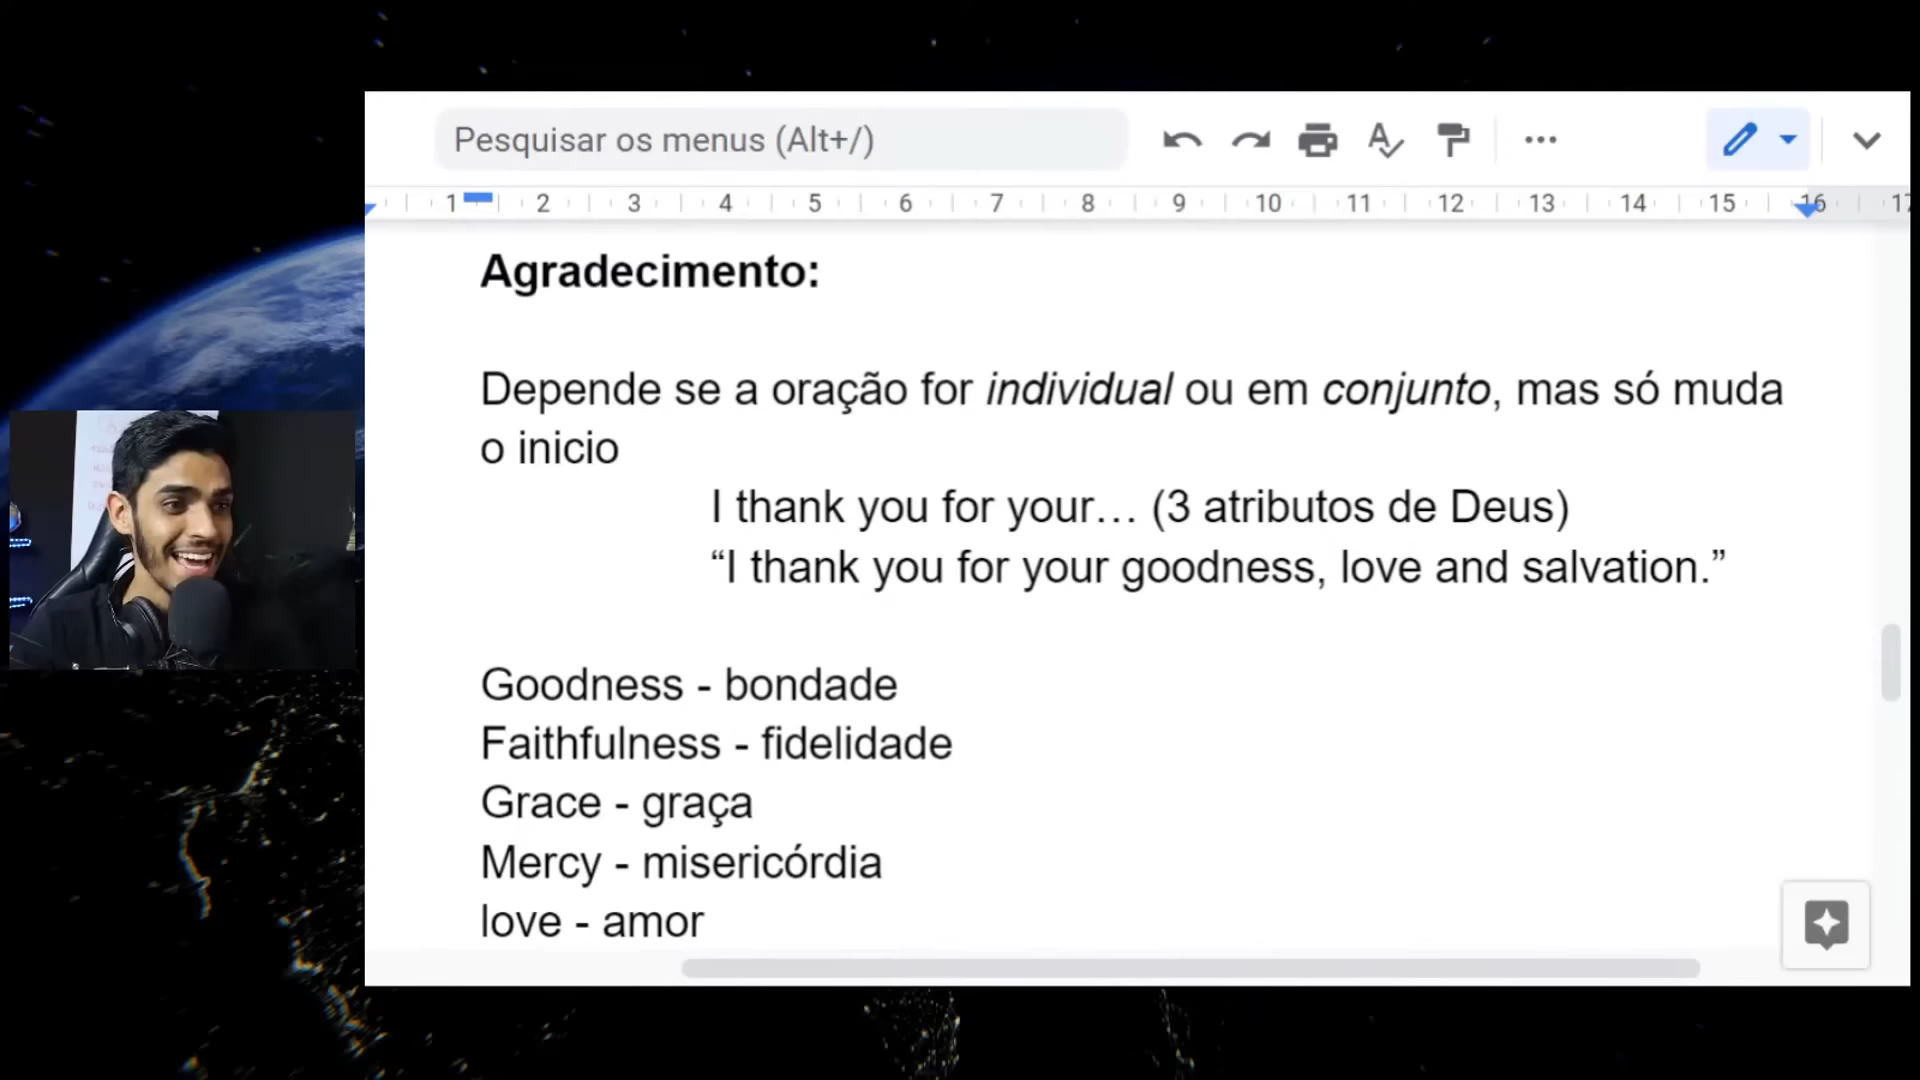 Pesquisar os menus (Alt+/)
1 2 3 4 5 6 7 8 9 10 11 12 13 14 15 16 17
Agradecimento:
Depende se a oração for individual ou em conjunto, mas só muda
o inicio
I thank you for your… (3 atributos de Deus)
“I thank you for your goodness, love and salvation.”
Goodness - bondade
Faithfulness - fidelidade
Grace - graça
Mercy - misericórdia
love - amor